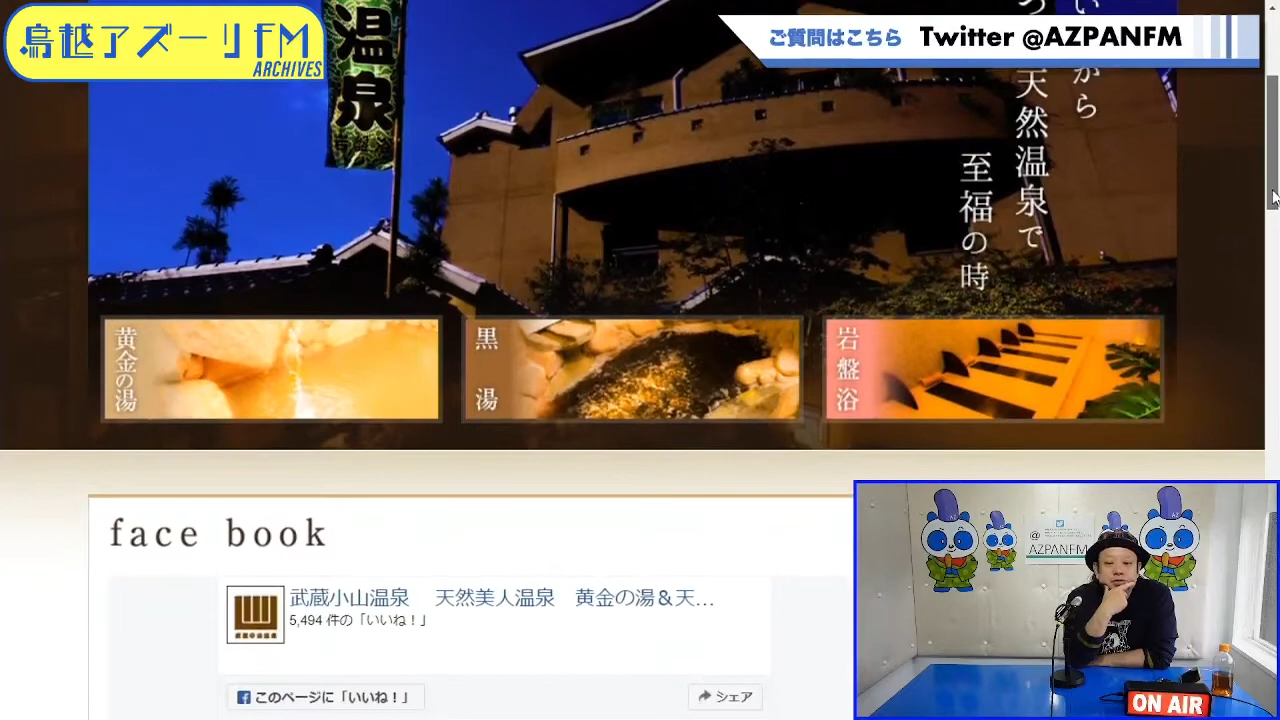 鳥越アズーリFM
ARCHIVES
ご質問はこちら Twitter @AZPANFM
温泉
から
天然温泉で
至福の時
黄金の湯
黒湯
岩盤浴
face book
武蔵小山温泉 天然美人温泉 黄金の湯＆天...
5,494 件の「いいね！」
このページに「いいね！」
シェア
@
AZPANFM
ON AIR